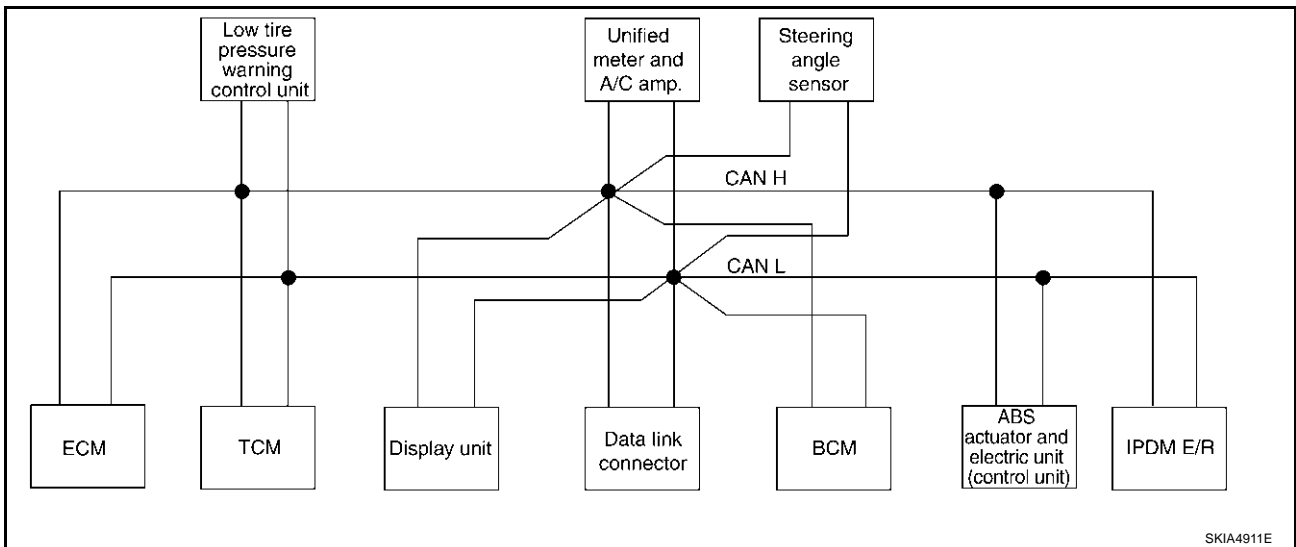 Low tire
pressure
warning
control unit
Unified
meter and
A/C amp.
Steering
angle
sensor
CAN H
CAN L
ECM
TCM
Display unit
Data link
connector
BCM
ABS
actuator and
electric unit
(control unit)
IPDM E/R
SKIA4911E